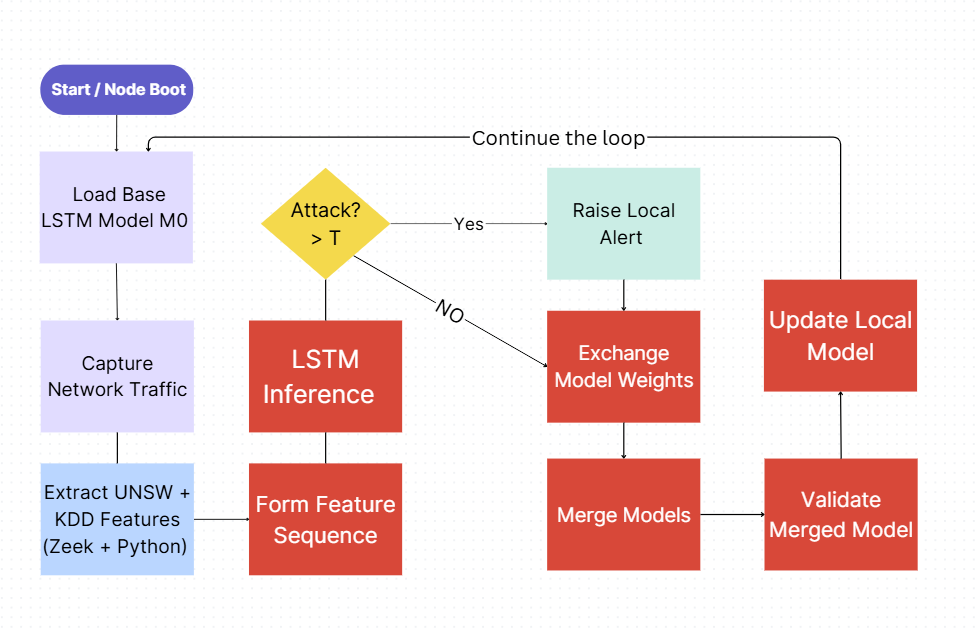 Start / Node Boot
Continue the loop
Load Base
LSTM Model M0
Attack?
> T
Yes
Raise Local
Alert
NO
Capture
Network Traffic
LSTM
Inference
Exchange
Model Weights
Update Local
Model
Extract UNSW +
KDD Features
(Zeek + Python)
Form Feature
Sequence
Merge Models
Validate
Merged Model